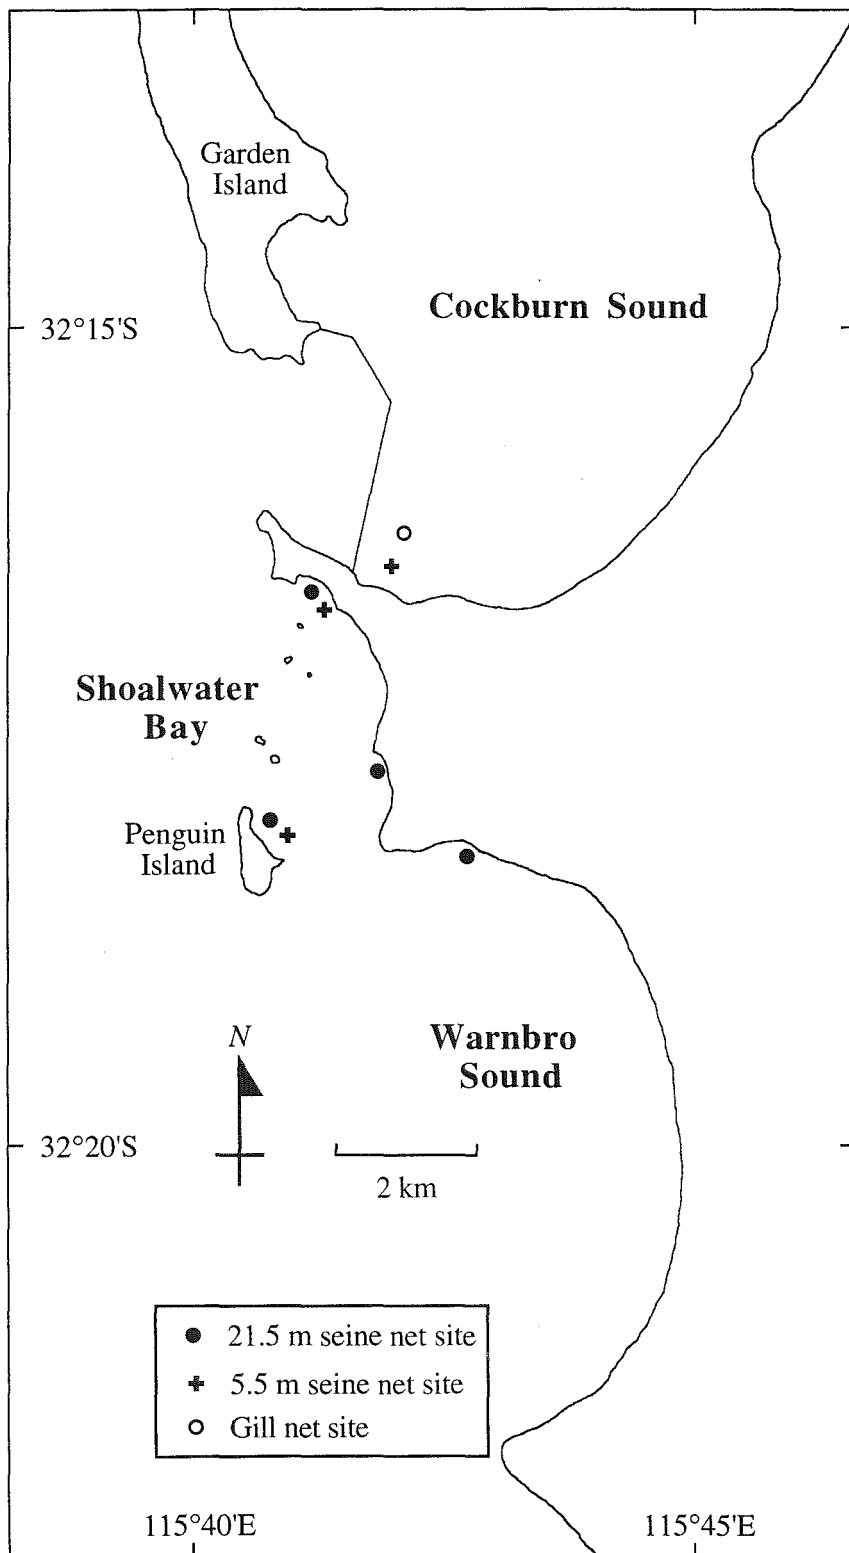 Garden
Island
Cockburn Sound
32°15'S
Shoalwater
Bay
Penguin
Island
N
Warnbro
Sound
32°20'S
2 km
21.5 m seine net site
5.5 m seine net site
Gill net site
115°40'E
115°45'E